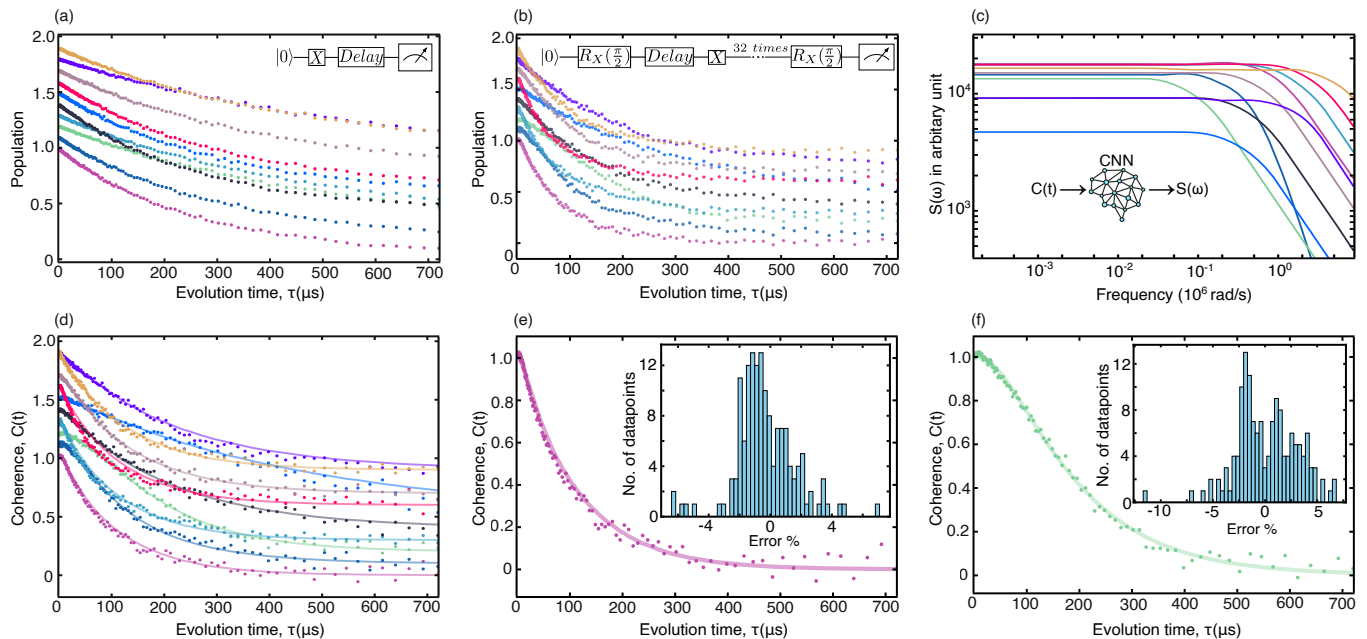 (a)
2.0
1.5
1.0
0.5
0
Population
|0⟩ X Delay
0 100 200 300 400 500 600 700
Evolution time, τ(μs)
(b)
2.0
1.5
1.0
0.5
0
Population
|0⟩ R_X(π/2) Delay X 32 times ... R_X(π/2)
0 100 200 300 400 500 600 700
Evolution time, τ(μs)
(c)
10^4
10^3
S(ω) in arbitary unit
CNN
C(t) S(ω)
10^-3 10^-2 10^-1 10^0
Frequency (10^6 rad/s)
(d)
2.0
1.5
1.0
0.5
0
Coherence, C(t)
0 100 200 300 400 500 600 700
Evolution time, τ(μs)
(e)
1.0
0.8
0.6
0.4
0.2
0
Coherence, C(t)
12
8
4
0
No. of datapoints
-4 0 4
Error %
0 100 200 300 400 500 600 700
Evolution time, τ(μs)
(f)
1.0
0.8
0.6
0.4
0.2
0
Coherence, C(t)
12
8
4
0
No. of datapoints
-10 -5 0 5
Error %
0 100 200 300 400 500 600 700
Evolution time, τ(μs)